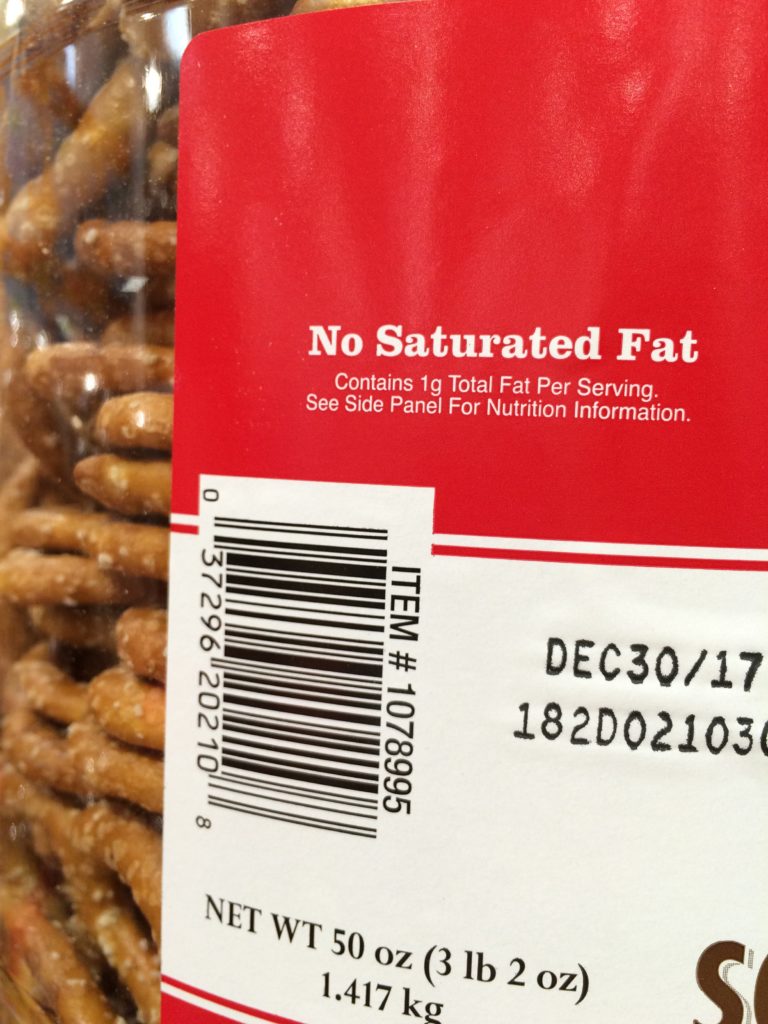 No Saturated Fat
Contains 1g Total Fat Per Serving.
See Side Panel For Nutrition Information.
0 37296 20210 8
ITEM # 1078995
DEC30/17
182D02103
NET WT 50 oz (3 lb 2 oz)
1.417 kg